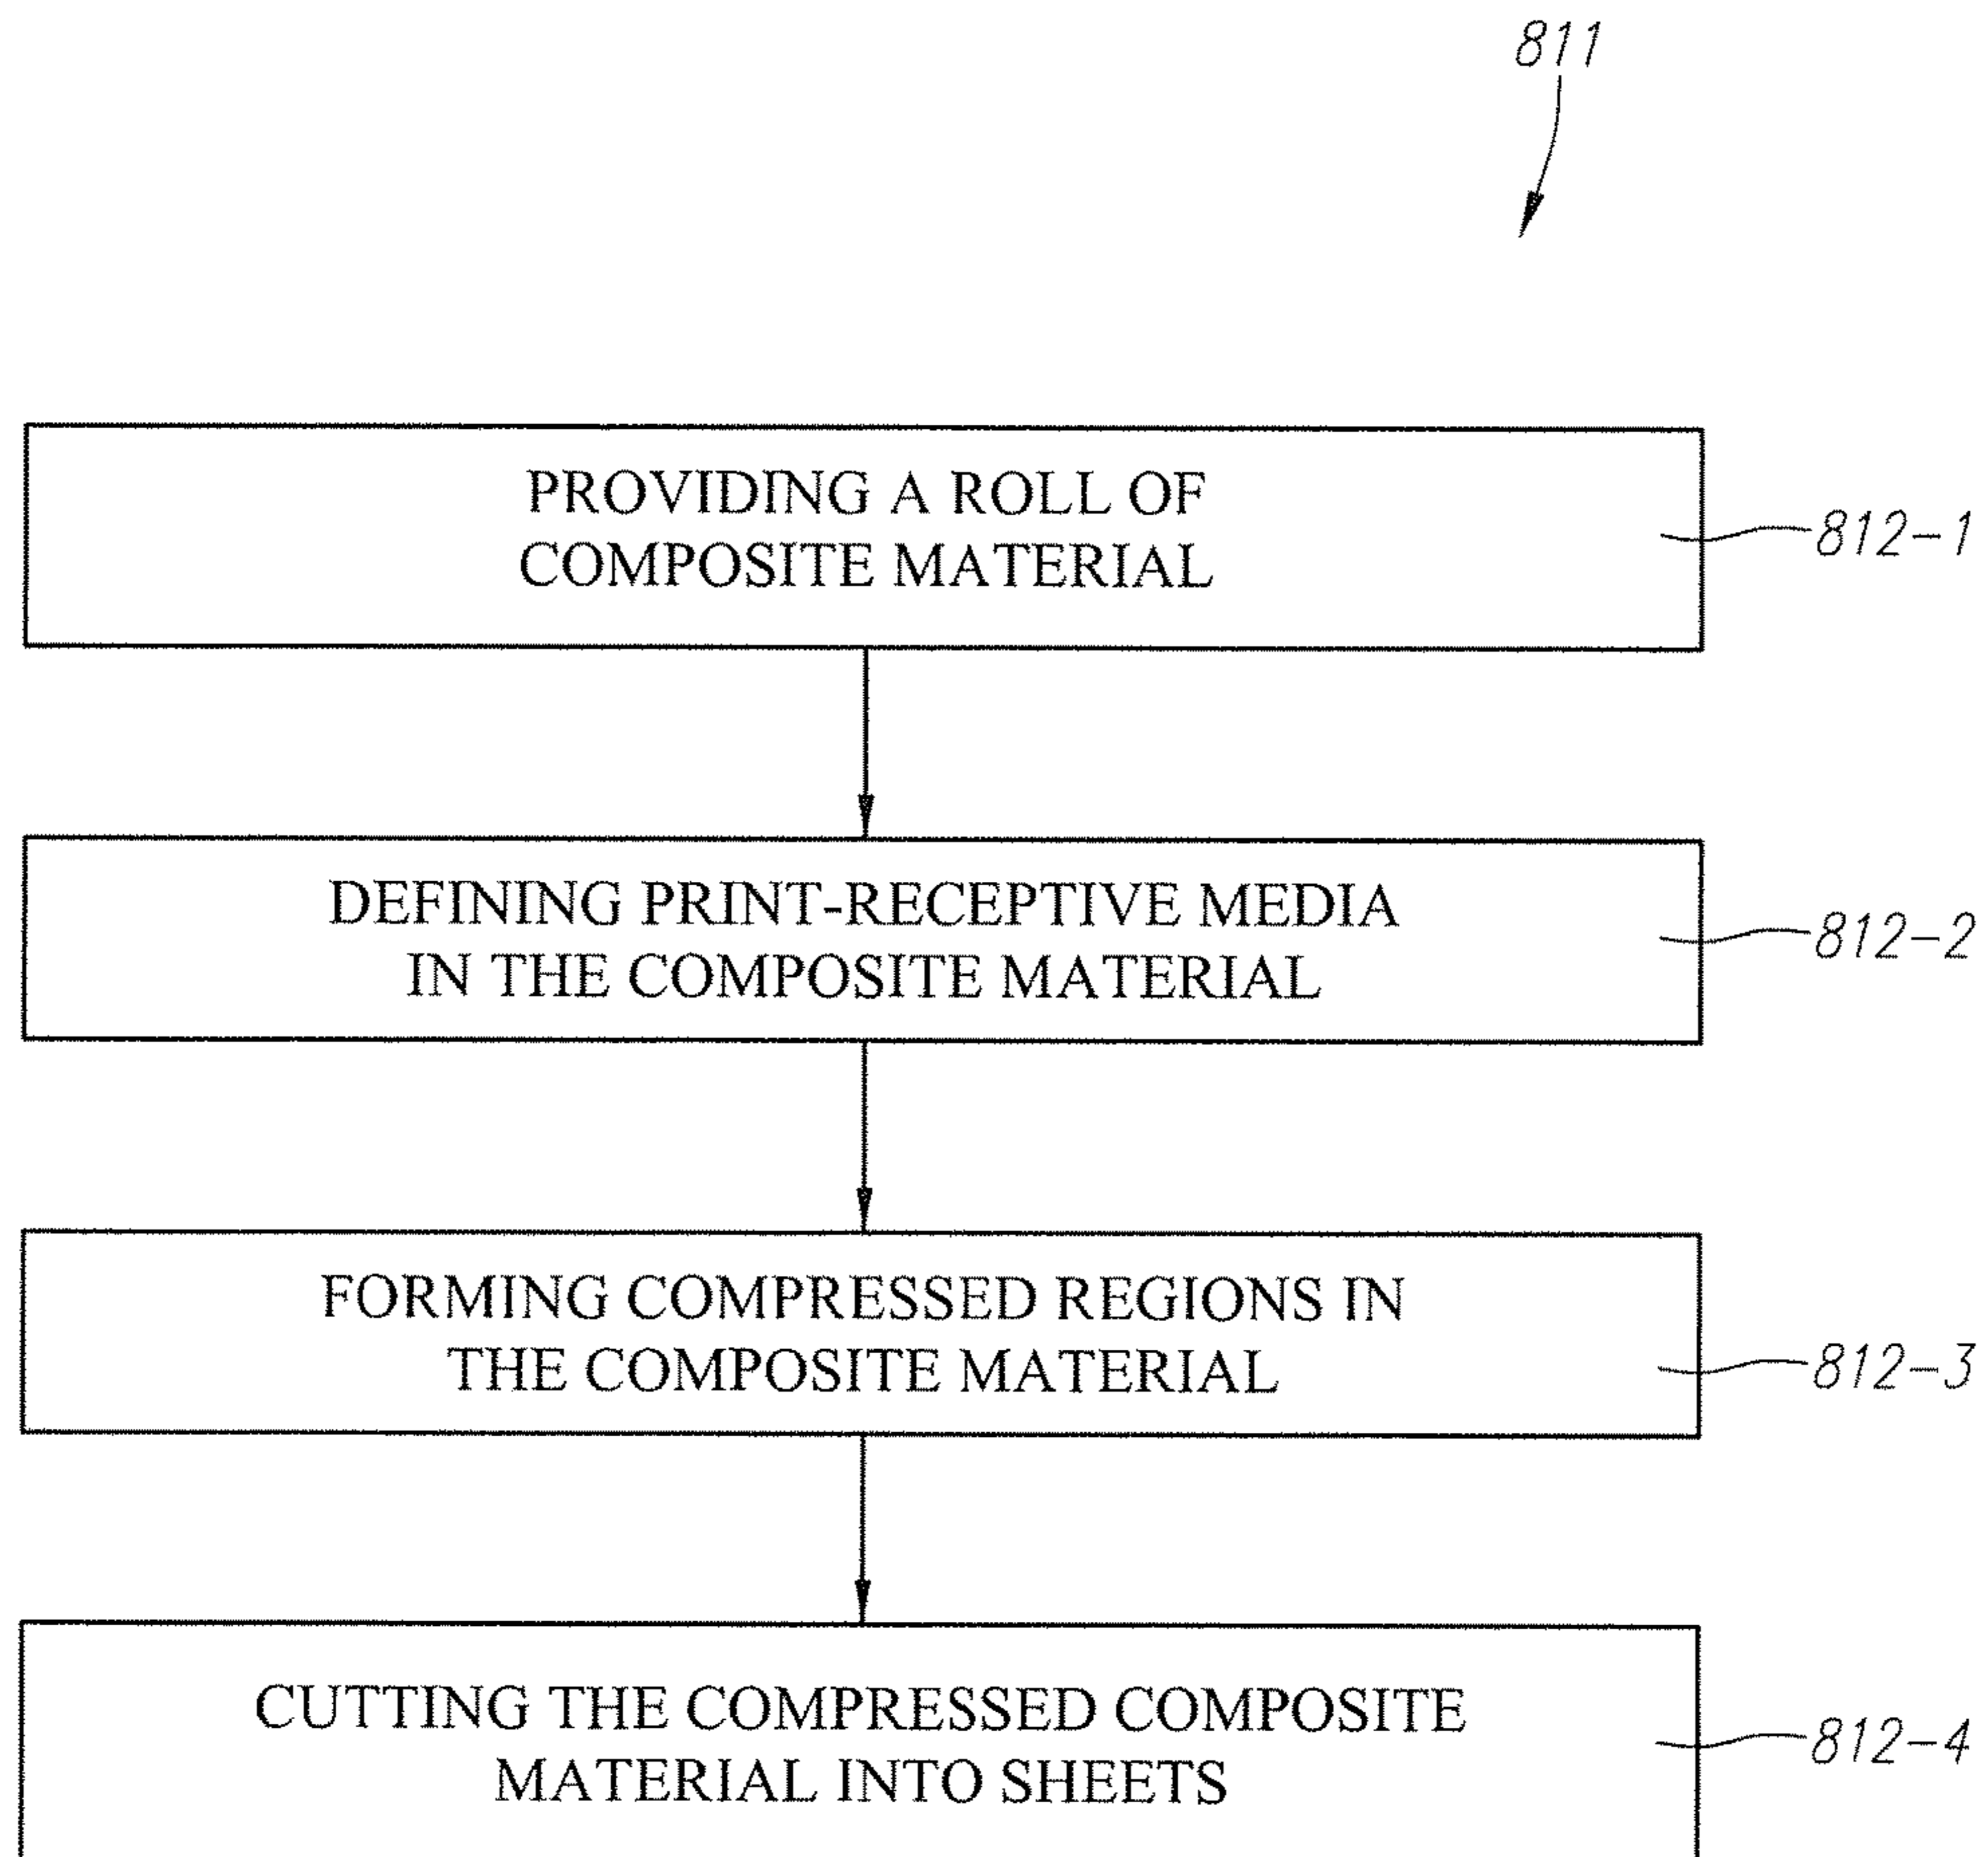 811
PROVIDING A ROLL OF
COMPOSITE MATERIAL
812-1
DEFINING PRINT-RECEPTIVE MEDIA
IN THE COMPOSITE MATERIAL
812-2
FORMING COMPRESSED REGIONS IN
THE COMPOSITE MATERIAL
812-3
CUTTING THE COMPRESSED COMPOSITE
MATERIAL INTO SHEETS
812-4